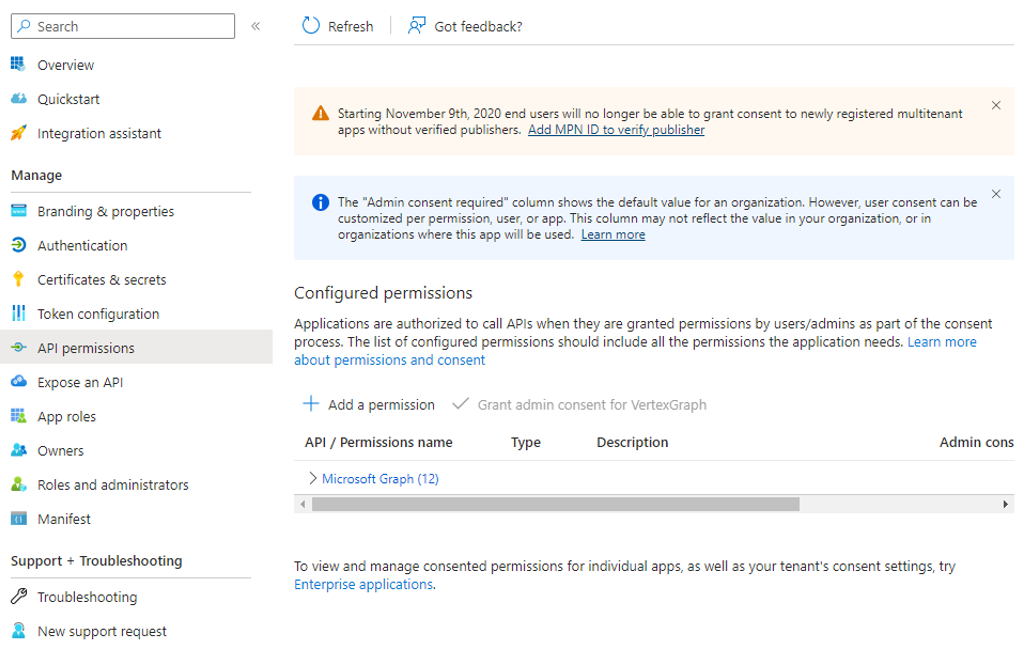 Search
«
Overview
Quickstart
Integration assistant
Manage
Branding & properties
Authentication
Certificates & secrets
Token configuration
API permissions
Expose an API
App roles
Owners
Roles and administrators
Manifest
Support + Troubleshooting
Troubleshooting
New support request
Refresh
Got feedback?
Starting November 9th, 2020 end users will no longer be able to grant consent to newly registered multitenant
apps without verified publishers. Add MPN ID to verify publisher
The "Admin consent required" column shows the default value for an organization. However, user consent can be
customized per permission, user, or app. This column may not reflect the value in your organization, or in
organizations where this app will be used. Learn more
Configured permissions
Applications are authorized to call APIs when they are granted permissions by users/admins as part of the consent
process. The list of configured permissions should include all the permissions the application needs. Learn more
about permissions and consent
Add a permission
Grant admin consent for VertexGraph
API / Permissions name Type Description Admin cons
Microsoft Graph (12)
To view and manage consented permissions for individual apps, as well as your tenant's consent settings, try
Enterprise applications.